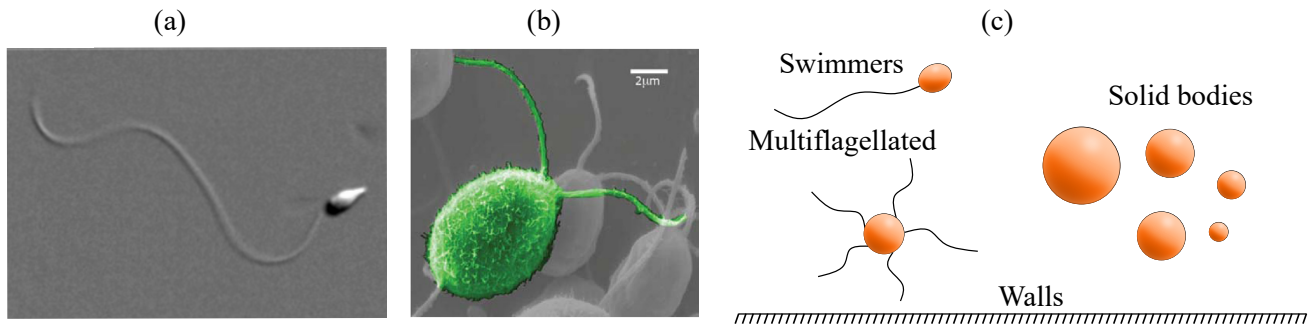 (a)
(b)
(c)
2μm
Swimmers
Multiflagellated
Solid bodies
Walls